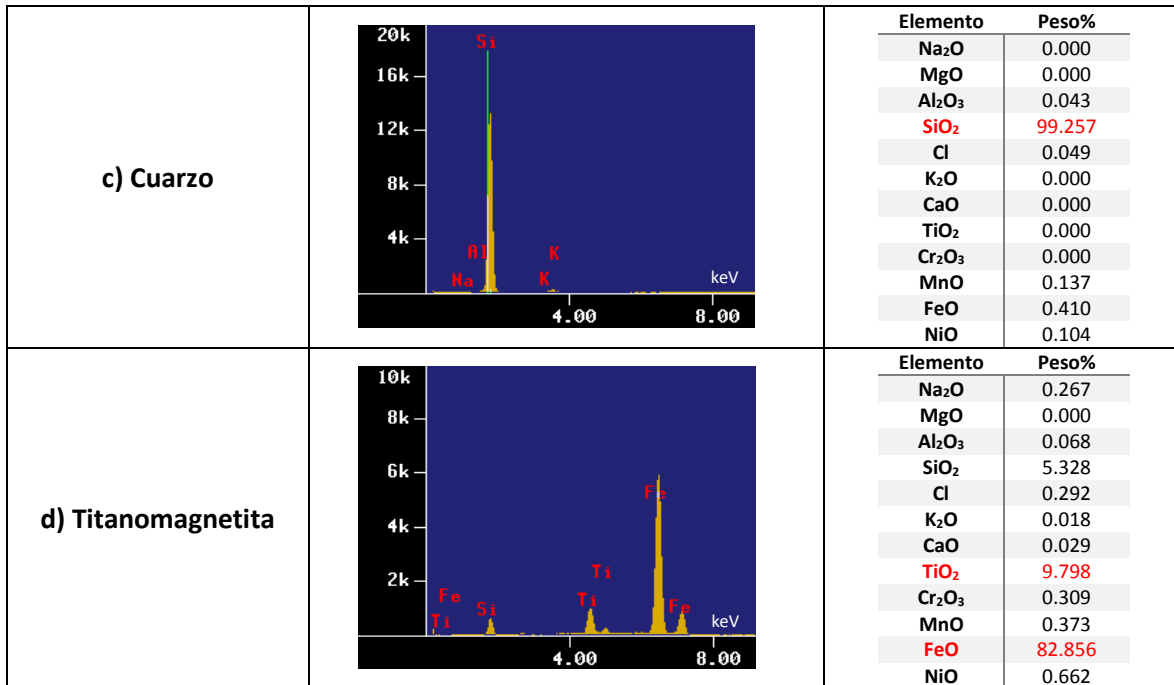 c) Cuarzo
20k
Si
16k
12k
8k
4k
Al
K
Na
K
keV
4.00
8.00
Elemento Peso%
Na₂O 0.000
MgO 0.000
Al₂O₃ 0.043
SiO₂ 99.257
Cl 0.049
K₂O 0.000
CaO 0.000
TiO₂ 0.000
Cr₂O₃ 0.000
MnO 0.137
FeO 0.410
NiO 0.104
d) Titanomagnetita
10k
8k
6k
Fe
4k
2k
Ti
Fe
Ti
Fe
Ti
Si
keV
4.00
8.00
Elemento Peso%
Na₂O 0.267
MgO 0.000
Al₂O₃ 0.068
SiO₂ 5.328
Cl 0.292
K₂O 0.018
CaO 0.029
TiO₂ 9.798
Cr₂O₃ 0.309
MnO 0.373
FeO 82.856
NiO 0.662